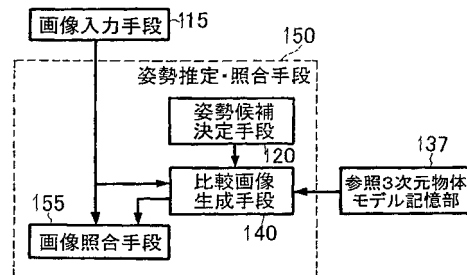 画像入力手段
115
150
姿勢推定・照合手段
姿勢候補
決定手段
120
137
参照3次元物体
モデル記憶部
比較画像
生成手段
140
155
画像照合手段